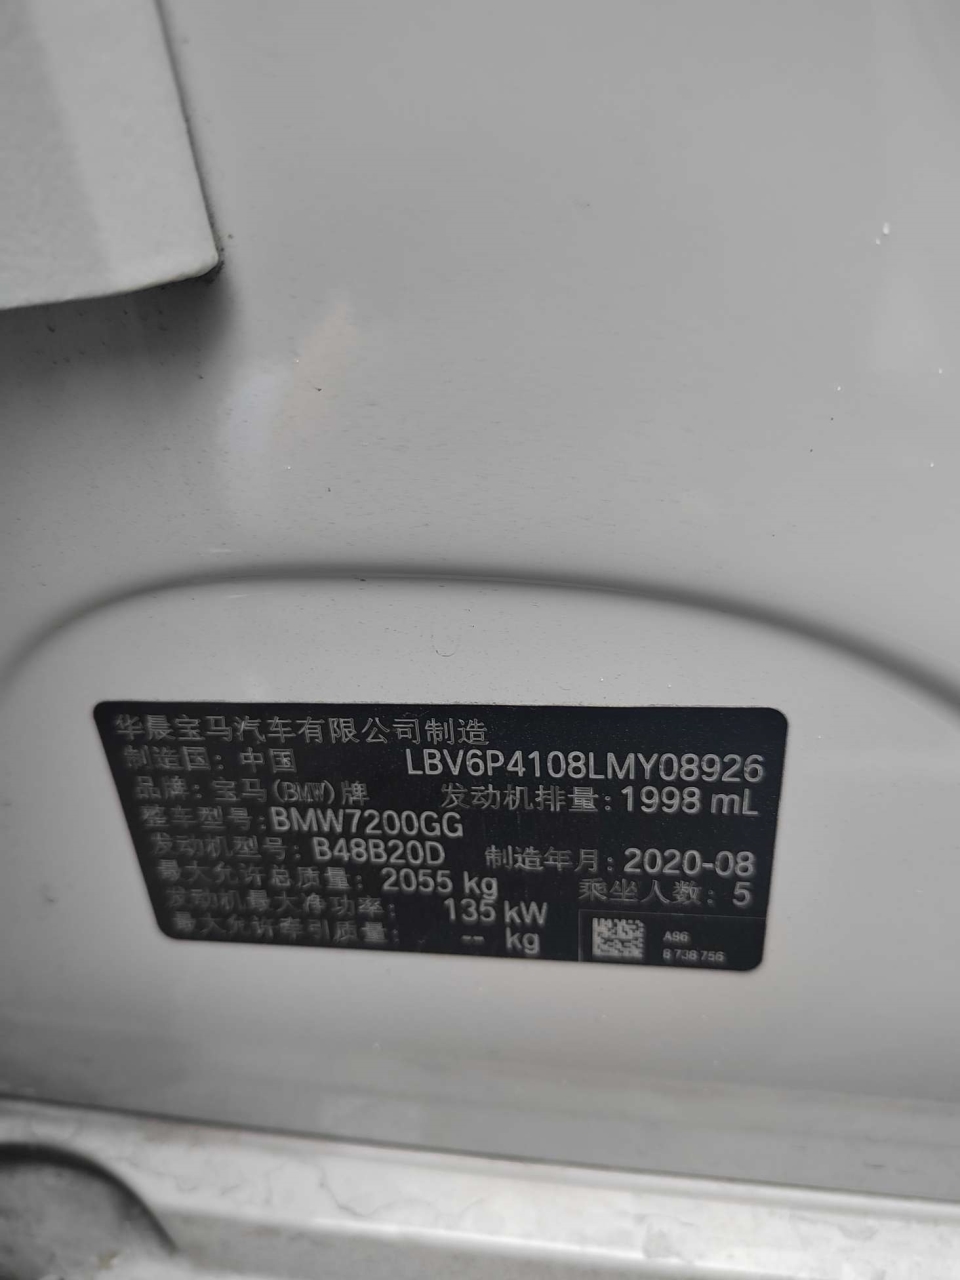 华晨宝马汽车有限公司制造
制造国: 中国 LBV6P4108LMY08926
品牌: 宝马(BMW)牌 发动机排量: 1998 mL
整车型号: BMW7200GG
发动机型号: B48B20D 制造年月: 2020-08
最大允许总质量: 2055 kg 乘坐人数: 5
发动机最大净功率: 135 kW
最大允许牵引质量: -- kg
A96
8 738 756